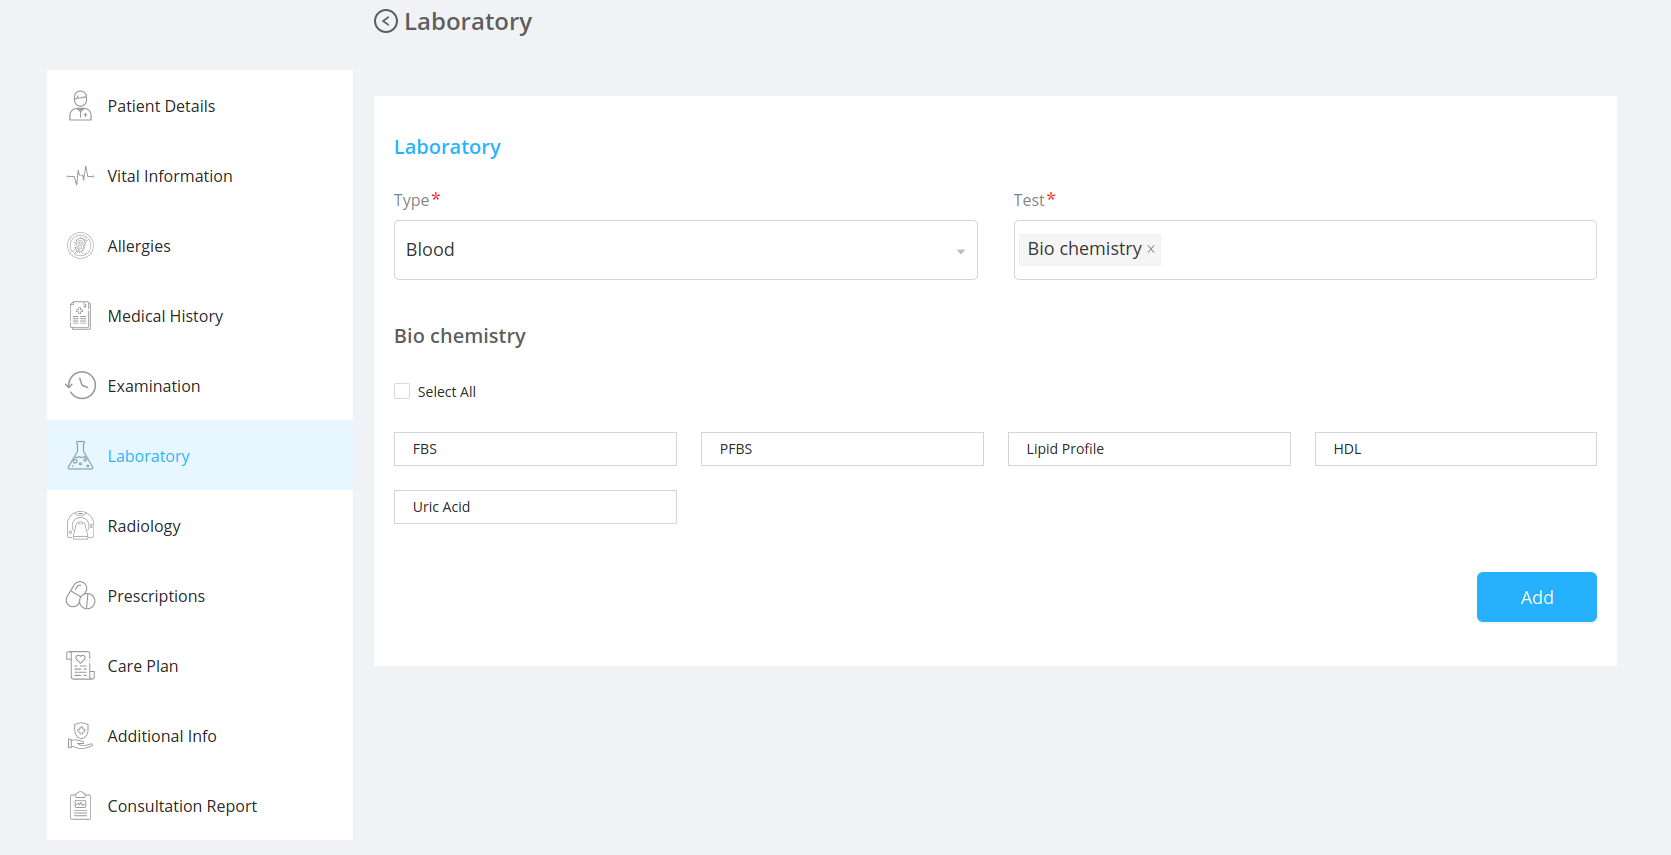 Laboratory
Patient Details
Vital Information
Allergies
Medical History
Examination
Laboratory
Radiology
Prescriptions
Care Plan
Additional Info
Consultation Report
Laboratory
Type* Test*
Blood Bio chemistry ×
Bio chemistry
Select All
FBS PFBS Lipid Profile HDL
Uric Acid
Add